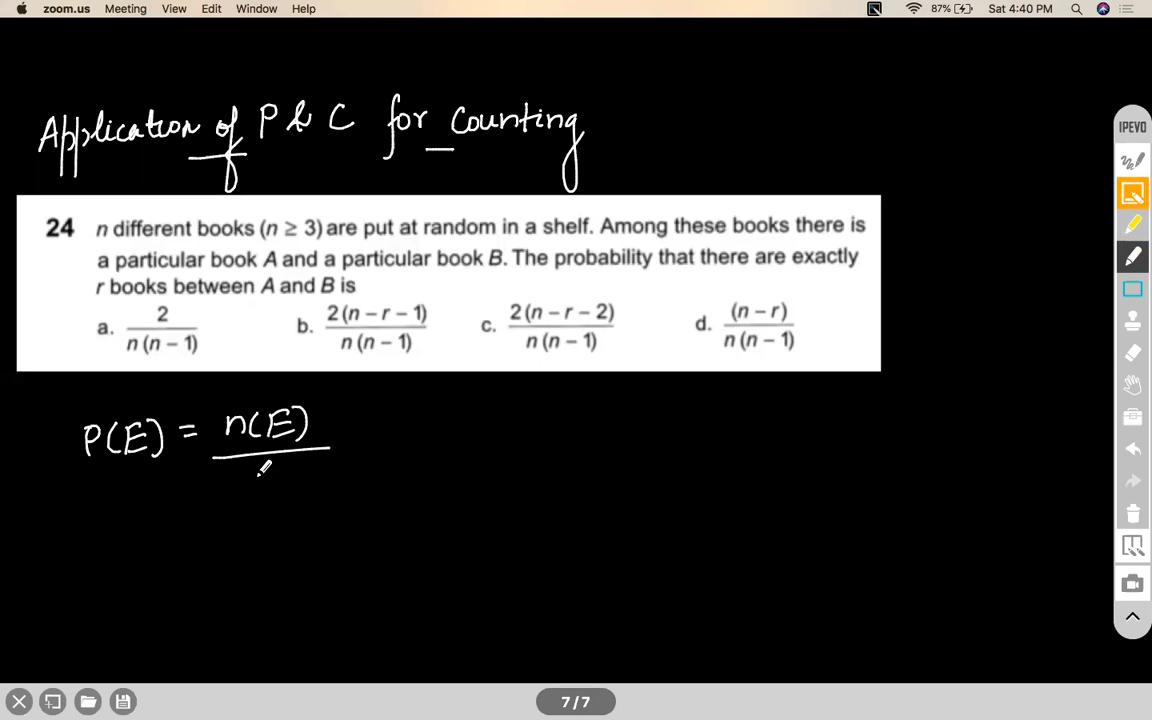 zoom.us Meeting View Edit Window Help 87% Sat 4:40 PM
Application of P & C for Counting
IPEVO
24 n different books (n ≥ 3) are put at random in a shelf. Among these books there is
a particular book A and a particular book B. The probability that there are exactly
r books between A and B is
a. 2/(n(n − 1)) b. 2(n − r − 1)/(n(n − 1)) c. 2(n − r − 2)/(n(n − 1)) d. (n − r)/(n(n − 1))
P(E) = n(E)
7/7